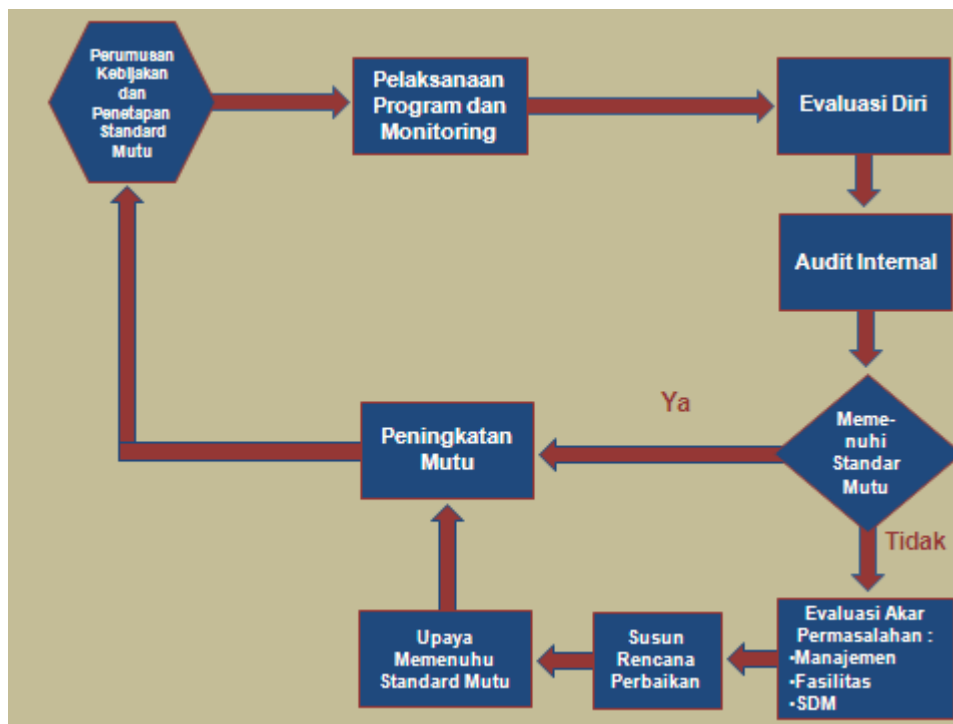 Perumusan
Kebijakan
dan
Penetapan
Standard
Mutu
Pelaksanaan
Program dan
Monitoring
Evaluasi Diri
Audit Internal
Meme-
nuhi
Standar
Mutu
Ya
Tidak
Peningkatan
Mutu
Evaluasi Akar
Permasalahan :
•Manajemen
•Fasilitas
•SDM
Susun
Rencana
Perbaikan
Upaya
Memenuhu
Standard Mutu